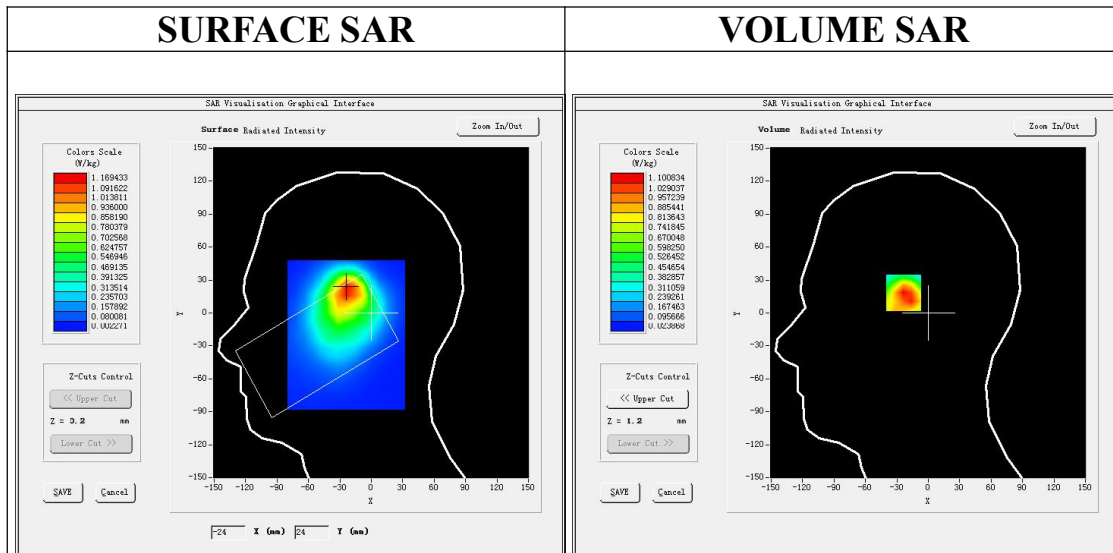 SURFACE SAR
VOLUME SAR
SAR Visualisation Graphical Interface
Surface Radiated Intensity
Zoom In/Out
Colors Scale
(W/kg)
1.169433
1.091622
1.013811
0.936000
0.858190
0.780379
0.702568
0.624757
0.546946
0.469135
0.391325
0.313514
0.235703
0.157892
0.080081
0.002271
Z-Cuts Control
<< Upper Cut
Z = 0.2 mm
Lower Cut >>
SAVE
Cancel
150
120
90
60
30
0
-30
-60
-90
-120
-150
Y
-150 -120 -90 -60 -30 0 30 60 90 120 150
X
-24 X (mm) 24 Y (mm)
SAR Visualisation Graphical Interface
Volume Radiated Intensity
Zoom In/Out
Colors Scale
(W/kg)
1.100834
1.029037
0.957239
0.885441
0.813643
0.741845
0.670048
0.598250
0.526452
0.454654
0.382857
0.311059
0.239261
0.167463
0.095666
0.023868
Z-Cuts Control
<< Upper Cut
Z = 1.2 mm
Lower Cut >>
SAVE
Cancel
150
120
90
60
30
0
-30
-60
-90
-120
-150
Y
-150 -120 -90 -60 -30 0 30 60 90 120 150
X